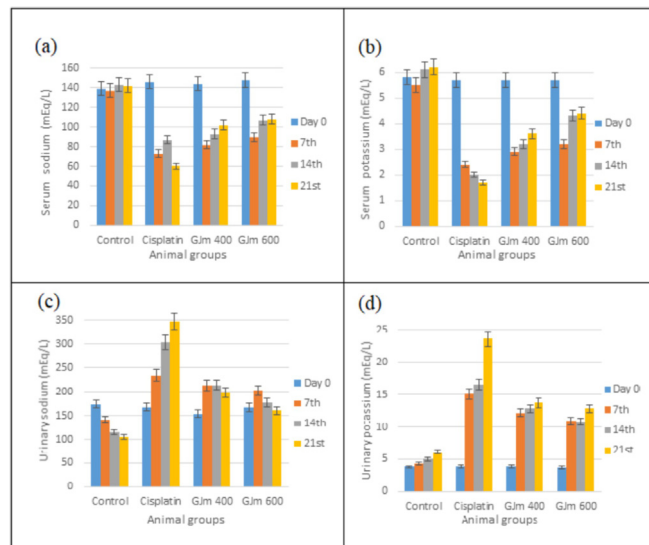 (a)
Serum sodium (mEq/L)
160
140
120
100
80
60
40
20
0
Control Cisplatin GJm 400 GJm 600
Animal groups
Day 0
7th
14th
21st
(b)
Serum potassium (mEq/L)
6
5
4
3
2
1
0
Control Cisplatin GJm 400 GJm 600
Animal groups
Day 0
7th
14th
21st
(c)
Urinary sodium (mEq/L)
350
300
250
200
150
100
50
0
Control Cisplatin GJm 400 GJm 600
Animal groups
Day 0
7th
14th
21st
(d)
Urinary potassium (mEq/L)
25
20
15
10
5
0
Control Cisplatin GJm 400 GJm 600
Animal groups
Day 0
7th
14th
21st